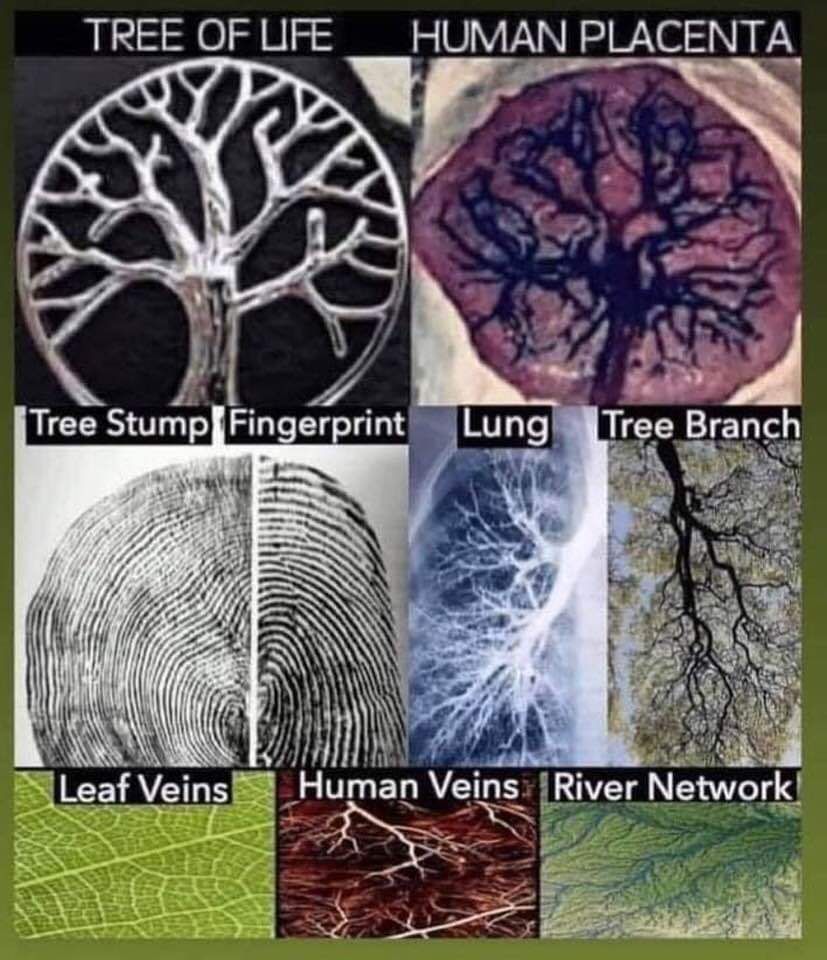 TREE OF LIFE
HUMAN PLACENTA
Tree Stump
Fingerprint
Lung
Tree Branch
Leaf Veins
Human Veins
River Network